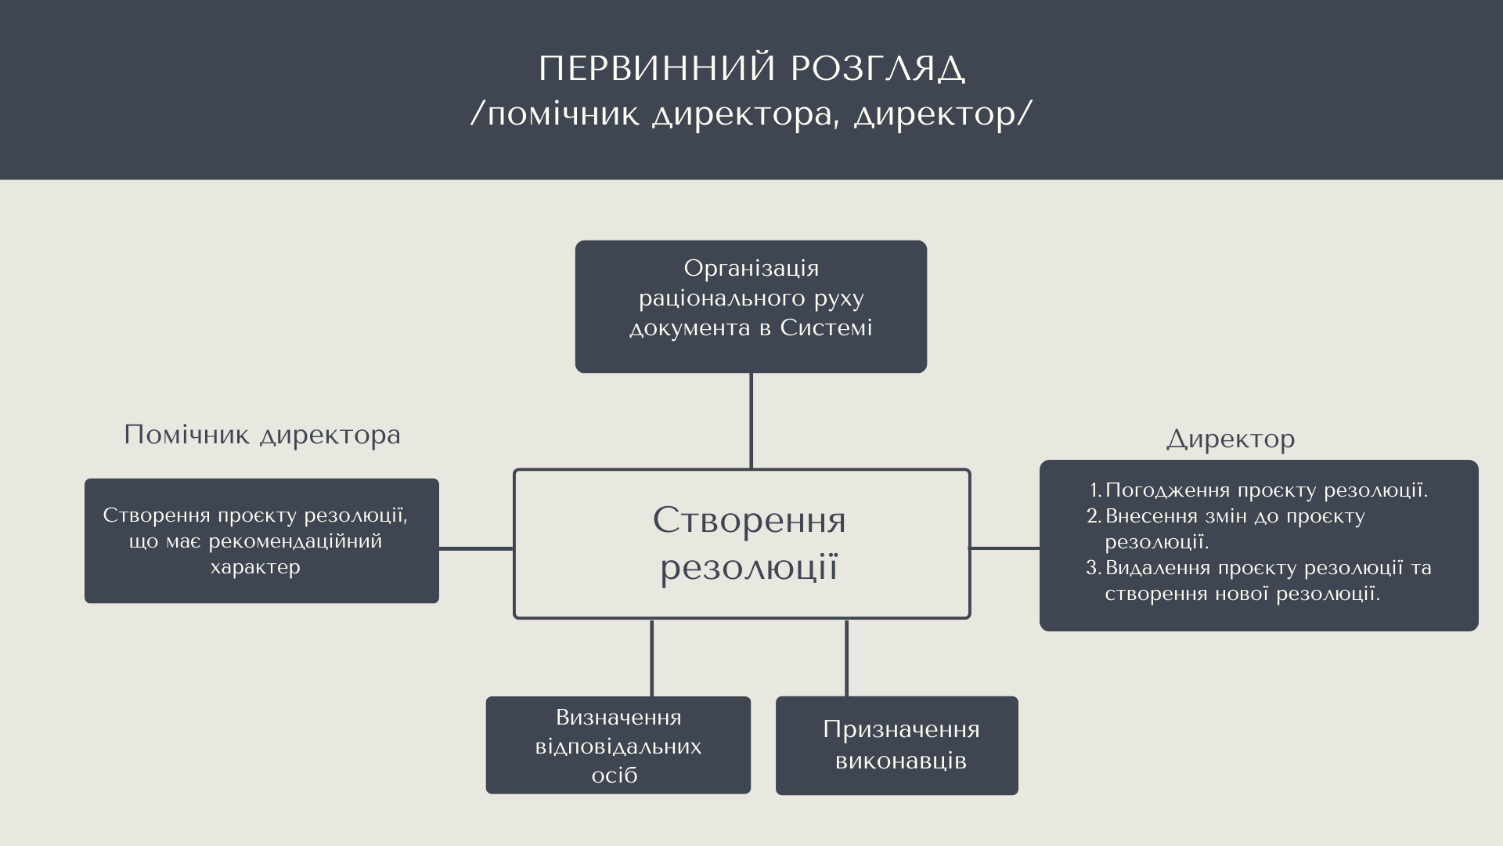 ПЕРВИННИЙ РОЗГЛЯД
/помічник директора, директор/
Організація
раціонального руху
документа в Системі
Помічник директора
Створення проєкту резолюції,
що має рекомендаційний
характер
Створення
резолюції
Директор
1. Погодження проєкту резолюції.
2. Внесення змін до проєкту
резолюції.
3. Видалення проєкту резолюції та
створення нової резолюції.
Визначення
відповідальних
осіб
Призначення
виконавців